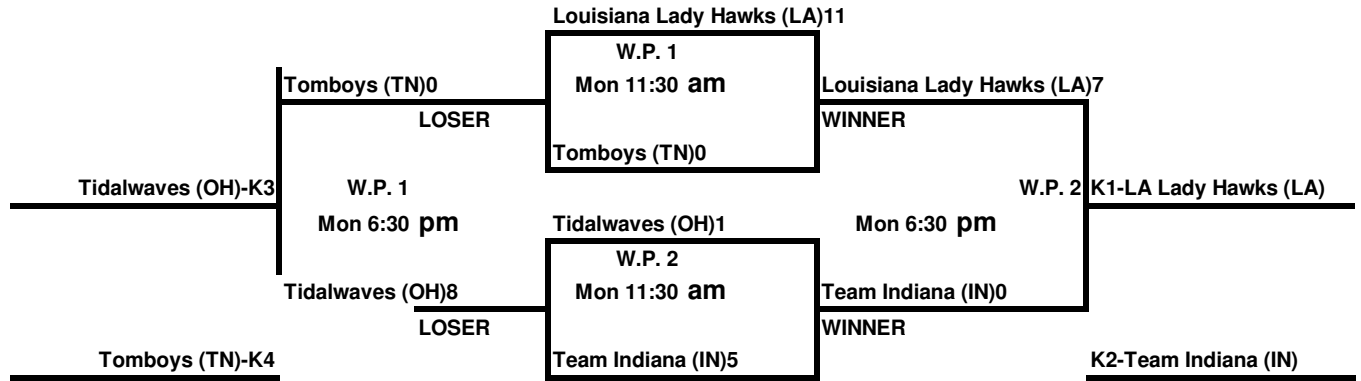 Louisiana Lady Hawks (LA)11
W.P. 1
Tomboys (TN)0
Mon 11:30 am
Louisiana Lady Hawks (LA)7
LOSER
WINNER
Tomboys (TN)0
Tidalwaves (OH)-K3
W.P. 1
W.P. 2
K1-LA Lady Hawks (LA)
Mon 6:30 pm
Tidalwaves (OH)1
Mon 6:30 pm
W.P. 2
Tidalwaves (OH)8
Mon 11:30 am
Team Indiana (IN)0
LOSER
WINNER
Tomboys (TN)-K4
Team Indiana (IN)5
K2-Team Indiana (IN)